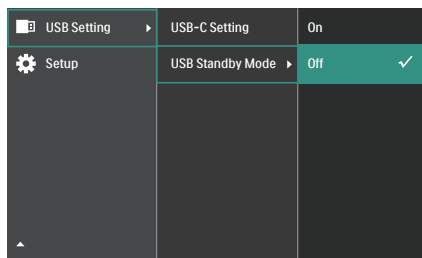 USB Setting
USB-C Setting
On
Setup
USB Standby Mode
Off